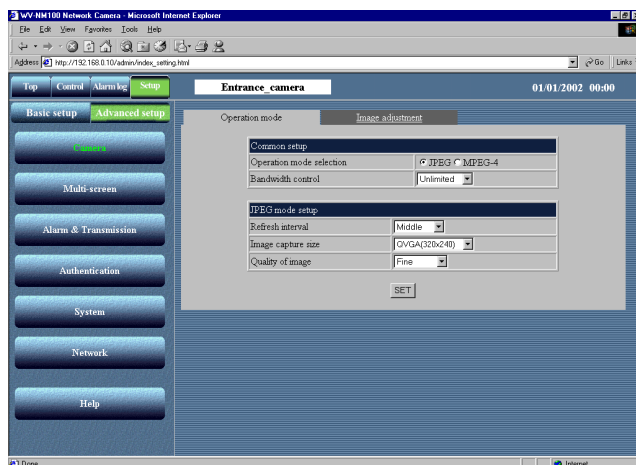 WV-NM100 Network Camera - Microsoft Internet Explorer
File Edit View Favorites Tools Help
Address http://192.168.0.10/admin/index_setting.html Go Links
Top Control Alarm log Setup Entrance_camera 01/01/2002 00:00
Basic setup Advanced setup
Operation mode Image adjustment
Camera
Multi-screen
Alarm & Transmission
Authentication
System
Network
Help
Common setup
Operation mode selection JPEG MPEG-4
Bandwidth control Unlimited
JPEG mode setup
Refresh interval Middle
Image capture size QVGA(320x240)
Quality of image Fine
SET
Done Internet